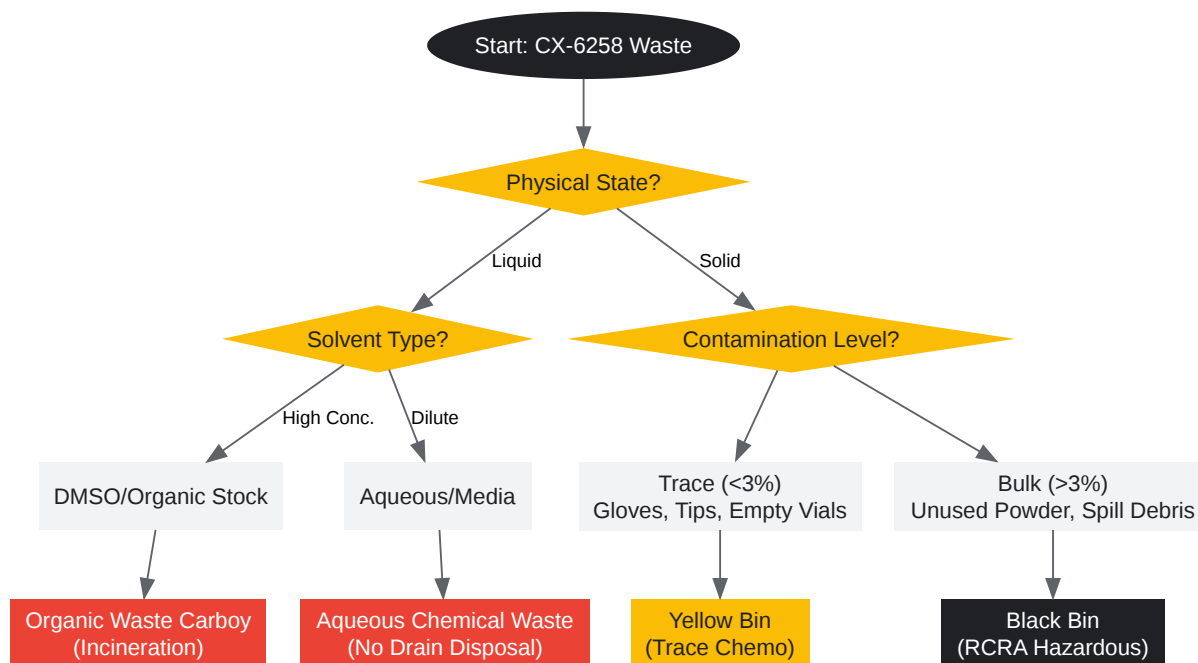 Start: CX-6258 Waste
Physical State?
Liquid
Solid
Solvent Type?
Contamination Level?
High Conc.
Dilute
DMSO/Organic Stock
Aqueous/Media
Trace (<3%)
Gloves, Tips, Empty Vials
Bulk (>3%)
Unused Powder, Spill Debris
Organic Waste Carboy
(Incineration)
Aqueous Chemical Waste
(No Drain Disposal)
Yellow Bin
(Trace Chemo)
Black Bin
(RCRA Hazardous)